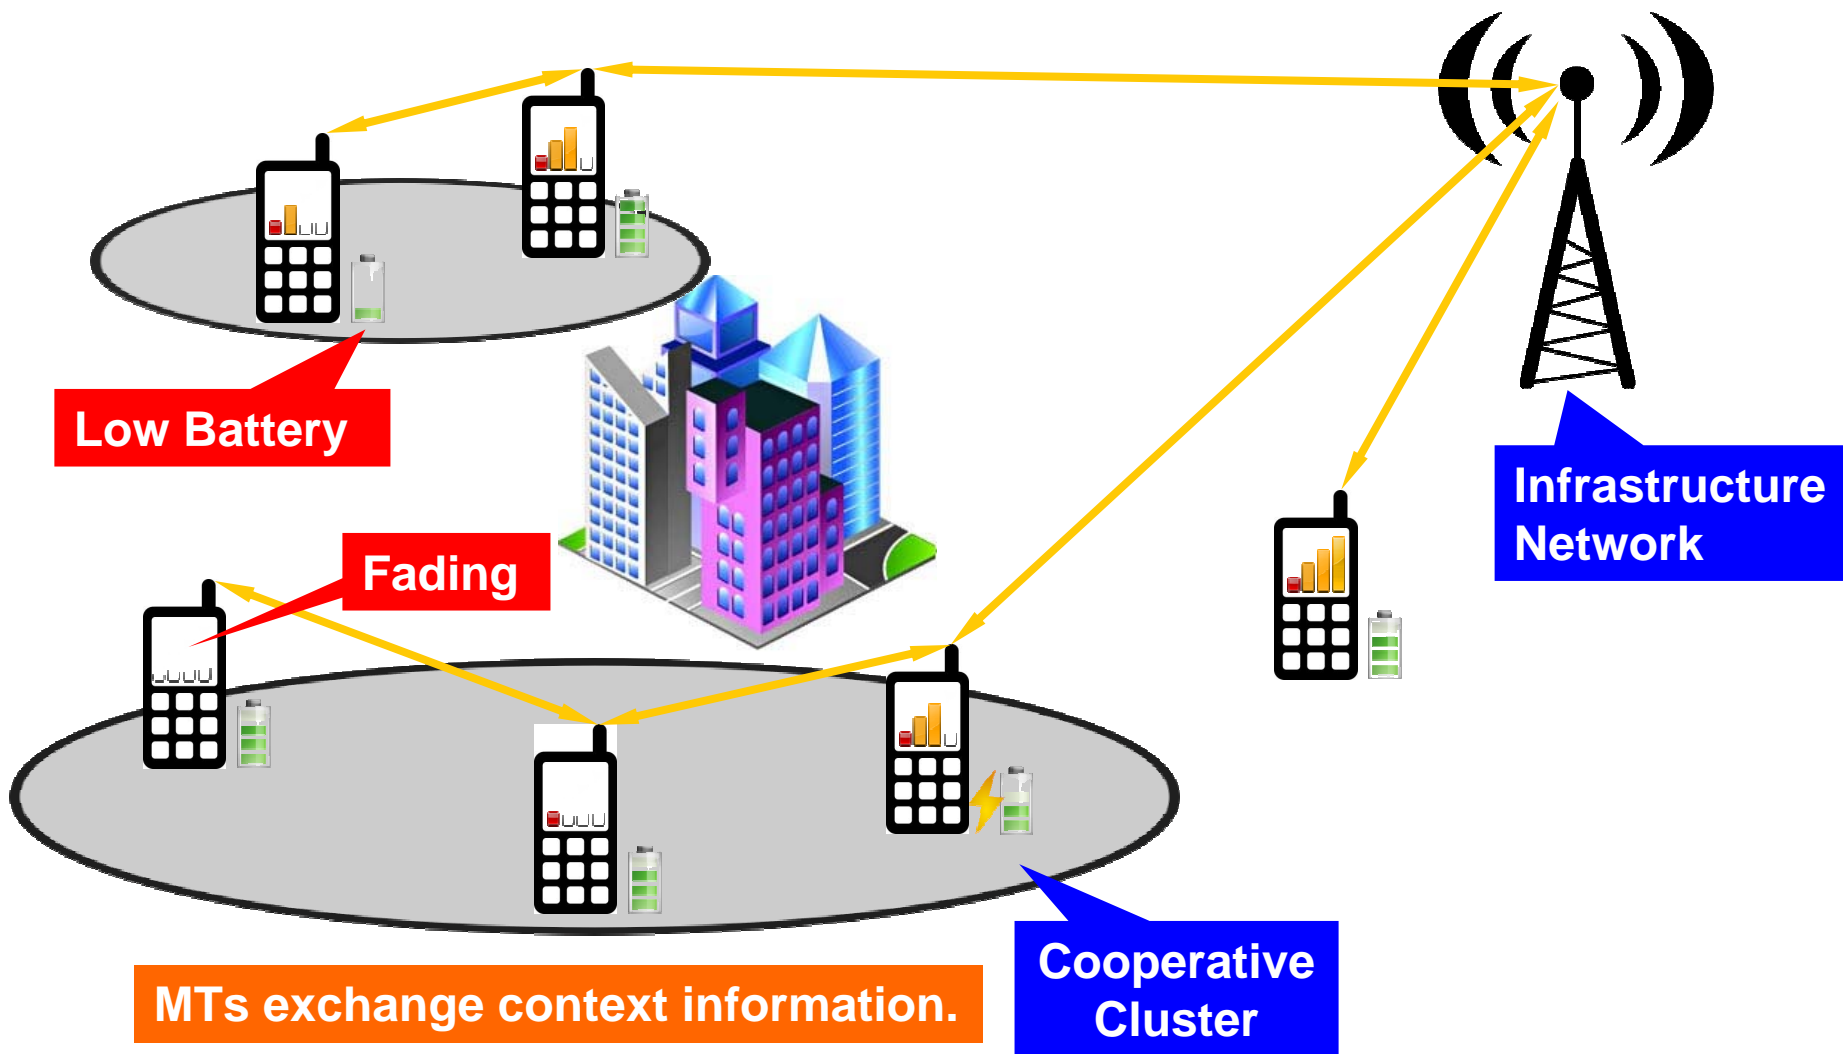 Low Battery
Infrastructure
Network
Fading
Cooperative
Cluster
MTs exchange context information.